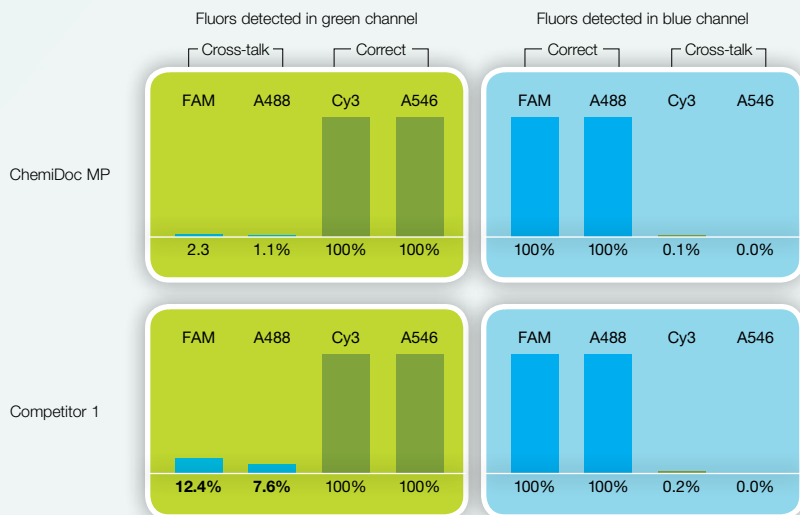 Fluors detected in green channel
Fluors detected in blue channel
Cross-talk Correct
Correct Cross-talk
ChemiDoc MP
FAM A488 Cy3 A546
2.3 1.1% 100% 100%
FAM A488 Cy3 A546
100% 100% 0.1% 0.0%
Competitor 1
FAM A488 Cy3 A546
12.4% 7.6% 100% 100%
FAM A488 Cy3 A546
100% 100% 0.2% 0.0%